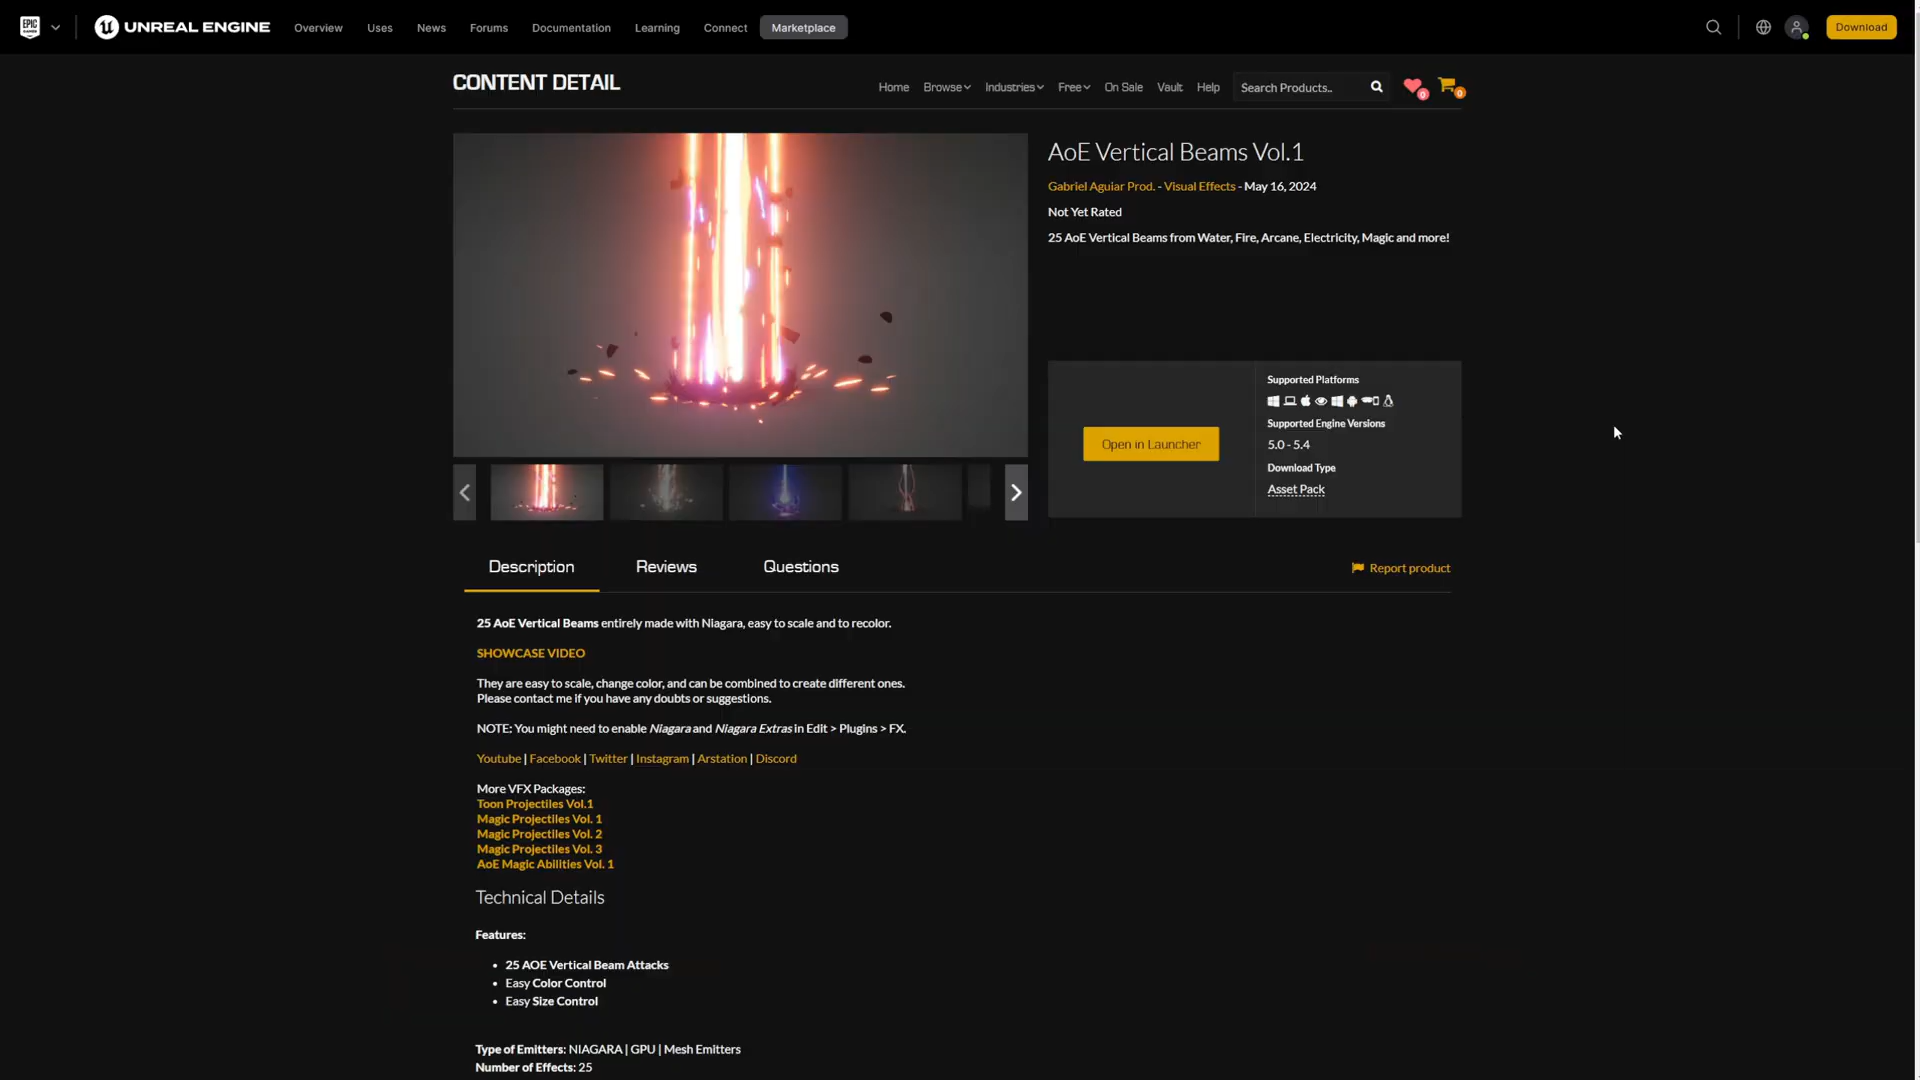 EPIC GAMES
UNREAL ENGINE
Overview
Uses
News
Forums
Documentation
Learning
Connect
Marketplace
Download
CONTENT DETAIL
Home
Browse
Industries
Free
On Sale
Vault
Help
Search Products..
0
0
AoE Vertical Beams Vol.1
Gabriel Aguiar Prod. - Visual Effects - May 16, 2024
Not Yet Rated
25 AoE Vertical Beams from Water, Fire, Arcane, Electricity, Magic and more!
Open in Launcher
Supported Platforms
Supported Engine Versions
5.0 - 5.4
Download Type
Asset Pack
Description
Reviews
Questions
Report product
25 AoE Vertical Beams entirely made with Niagara, easy to scale and to recolor.
SHOWCASE VIDEO
They are easy to scale, change color, and can be combined to create different ones.
Please contact me if you have any doubts or suggestions.
NOTE: You might need to enable Niagara and Niagara Extras in Edit > Plugins > FX.
Youtube | Facebook | Twitter | Instagram | Arstation | Discord
More VFX Packages:
Toon Projectiles Vol.1
Magic Projectiles Vol. 1
Magic Projectiles Vol. 2
Magic Projectiles Vol. 3
AoE Magic Abilities Vol. 1
Technical Details
Features:
• 25 AOE Vertical Beam Attacks
• Easy Color Control
• Easy Size Control
Type of Emitters: NIAGARA | GPU | Mesh Emitters
Number of Effects: 25